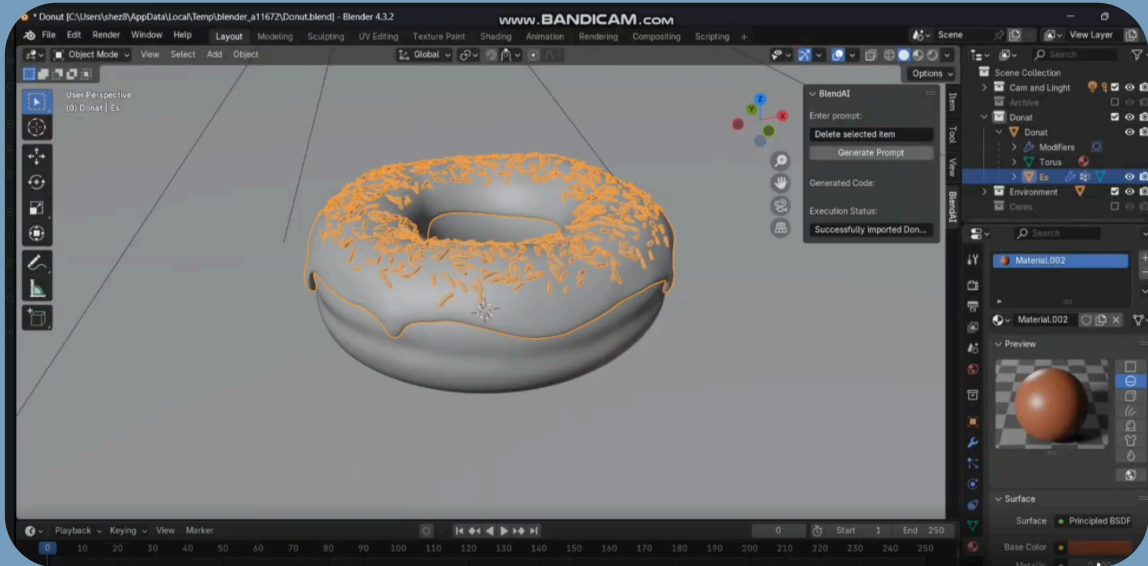 * Donut [C:\Users\shez8\AppData\Local\Temp\blender_a11672\Donut.blend] - Blender 4.3.2
WWW.BANDICAM.COM
File Edit Render Window Help Layout Modeling Sculpting UV Editing Texture Paint Shading Animation Rendering Compositing Scripting + Scene View Layer
Object Mode View Select Add Object Global Search
Options
User Perspective
(0) Donat | Es
X
Y
Z
BlendAI
Enter prompt:
Delete selected item
Generate Prompt
Generated Code:
Execution Status:
Successfully imported Don...
Item
Tool
View
BlendAI
Scene Collection
Cam and Linght
Archive
Donat
Donat
Modifiers
Torus
Es
Environment
Ceres
Search
Material.002
Material.002
Preview
Surface
Surface Principled BSDF
Base Color
Metallic
Playback Keying View Marker 0 Start 1 End 250
0 10 20 30 40 50 60 70 80 90 100 110 120 130 140 150 160 170 180 190 200 210 220 230 240 250